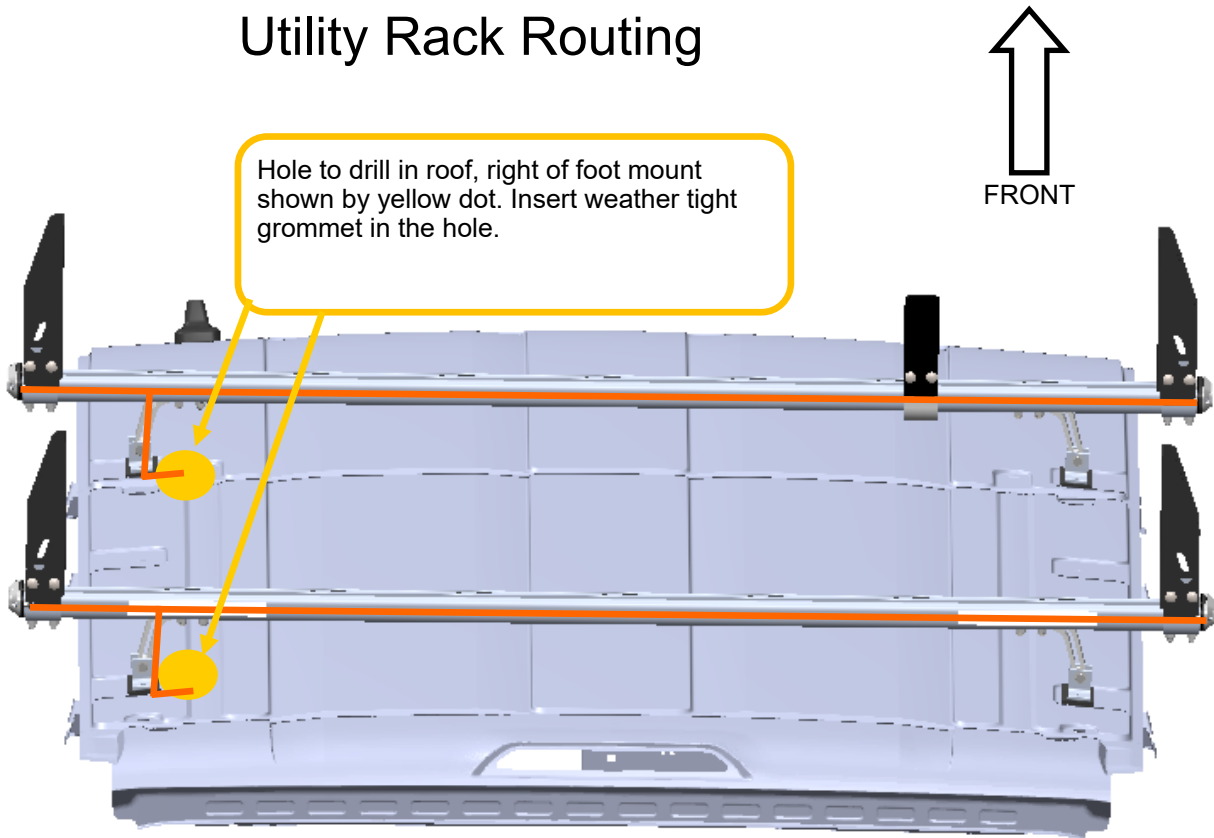 Utility Rack Routing
FRONT
Hole to drill in roof, right of foot mount
shown by yellow dot. Insert weather tight
grommet in the hole.